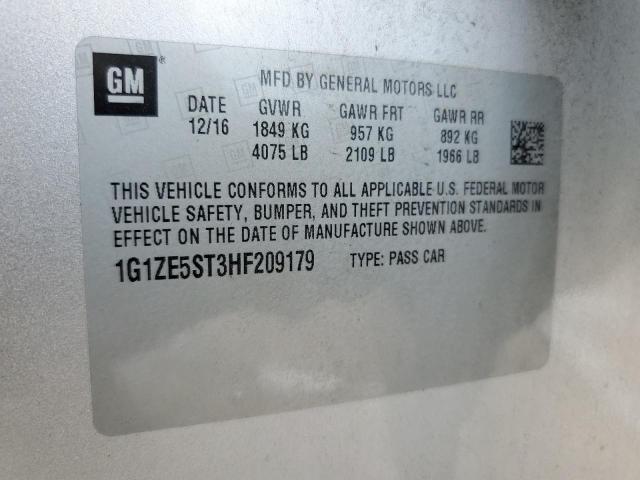 GM
MFD BY GENERAL MOTORS LLC
DATE GVWR GAWR FRT GAWR RR
12/16 1849 KG 957 KG 892 KG
4075 LB 2109 LB 1966 LB
THIS VEHICLE CONFORMS TO ALL APPLICABLE U.S. FEDERAL MOTOR
VEHICLE SAFETY, BUMPER, AND THEFT PREVENTION STANDARDS IN
EFFECT ON THE DATE OF MANUFACTURE SHOWN ABOVE.
1G1ZE5ST3HF209179 TYPE: PASS CAR